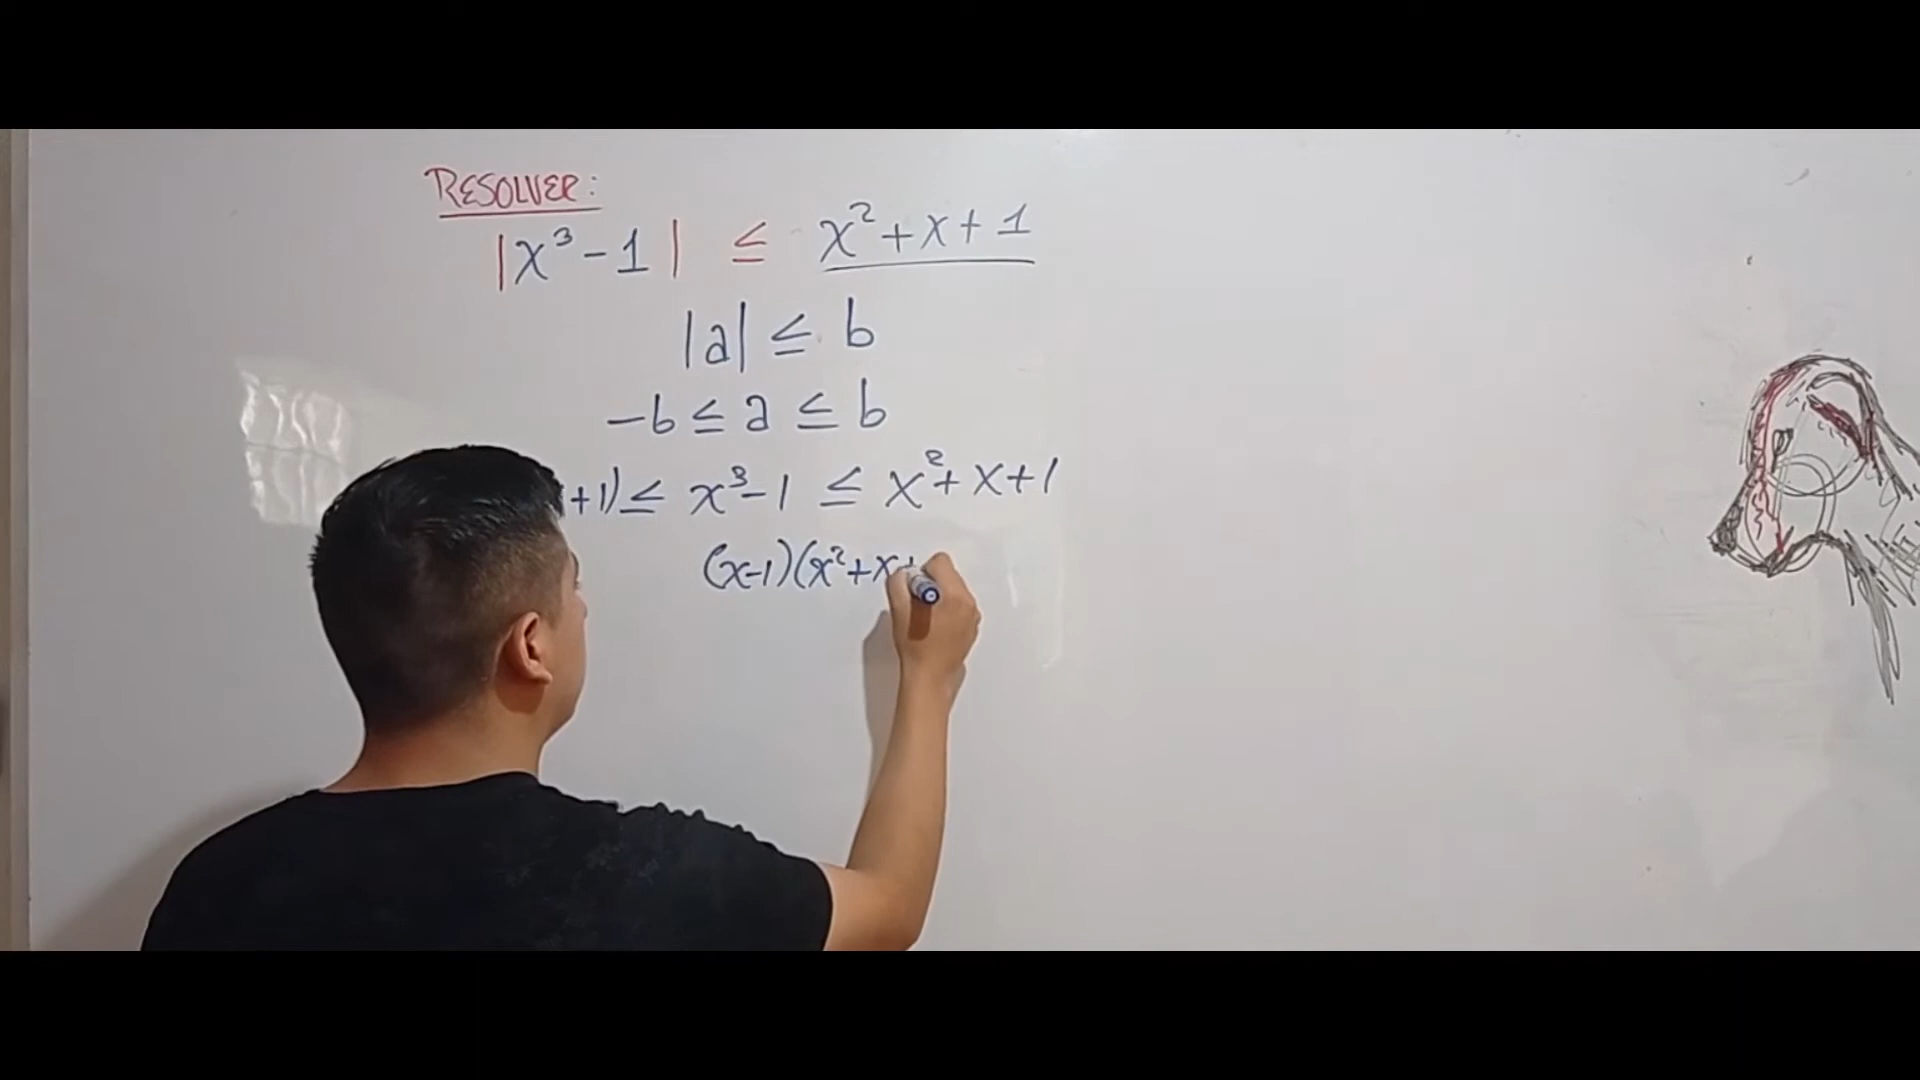 RESOLVER:
|x³-1| ≤ x²+x+1
|a| ≤ b
-b ≤ a ≤ b
+1) ≤ x³-1 ≤ x²+x+1
(x-1)(x²+x+